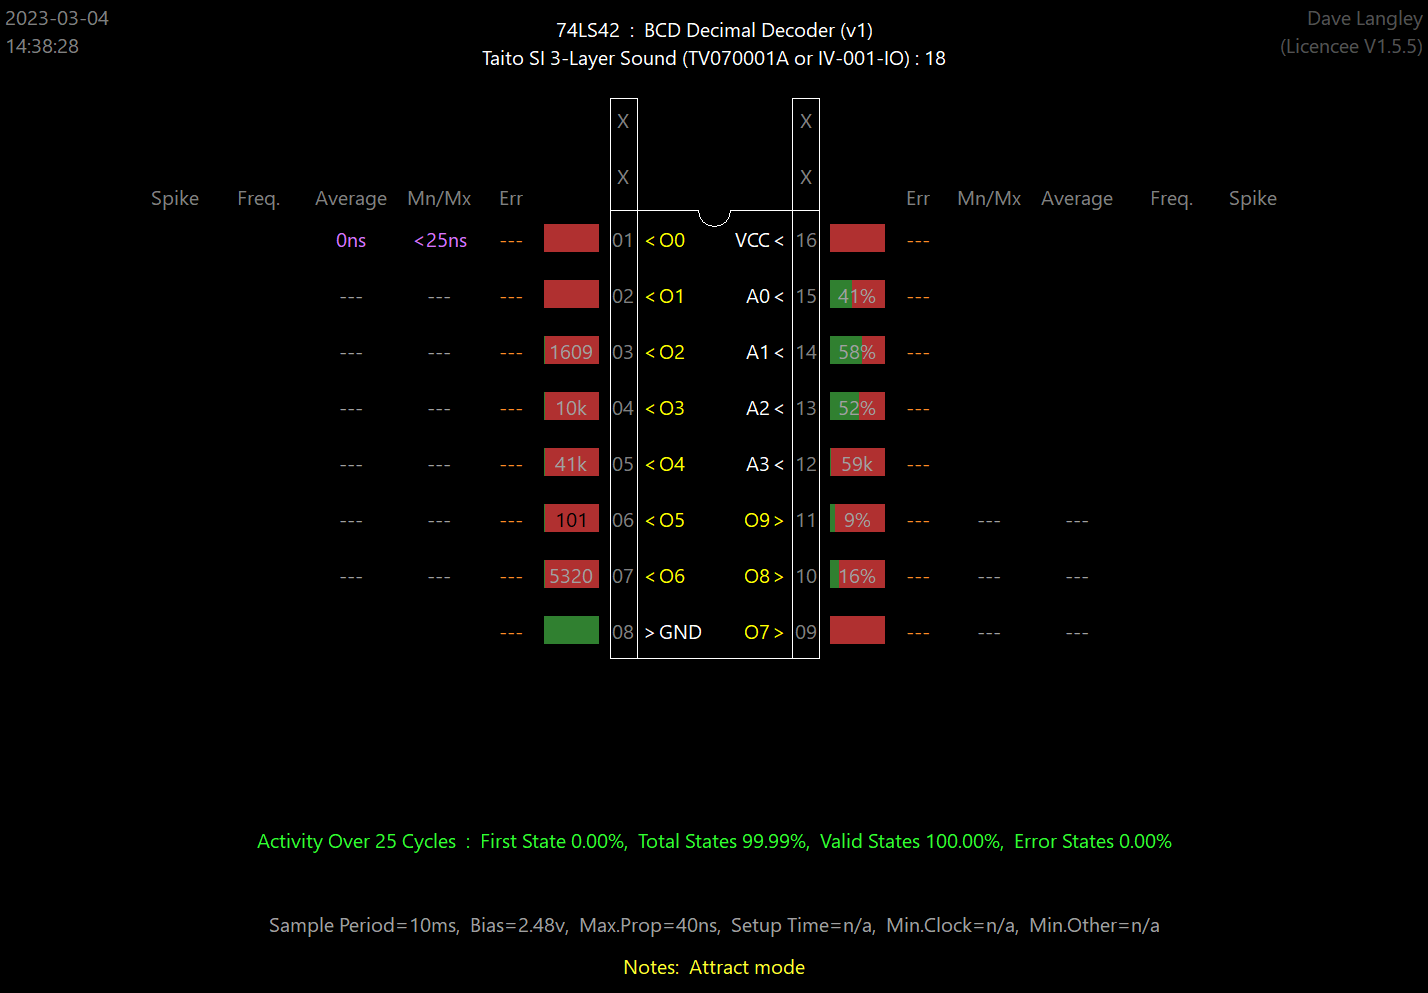 2023-03-04
14:38:28
74LS42 : BCD Decimal Decoder (v1)
Taito SI 3-Layer Sound (TV070001A or IV-001-IO) : 18
Dave Langley
(Licencee V1.5.5)
X X
X X
Spike Freq. Average Mn/Mx Err Err Mn/Mx Average Freq. Spike
0ns <25ns --- 01 <O0 VCC< 16 ---
--- --- --- 02 <O1 A0< 15 41% ---
--- --- --- 1609 03 <O2 A1< 14 58% ---
--- --- --- 10k 04 <O3 A2< 13 52% ---
--- --- --- 41k 05 <O4 A3< 12 59k ---
--- --- --- 101 06 <O5 O9> 11 9% --- --- ---
--- --- --- 5320 07 <O6 O8> 10 16% --- --- ---
--- 08 >GND O7> 09 --- --- ---
Activity Over 25 Cycles : First State 0.00%, Total States 99.99%, Valid States 100.00%, Error States 0.00%
Sample Period=10ms, Bias=2.48v, Max.Prop=40ns, Setup Time=n/a, Min.Clock=n/a, Min.Other=n/a
Notes: Attract mode